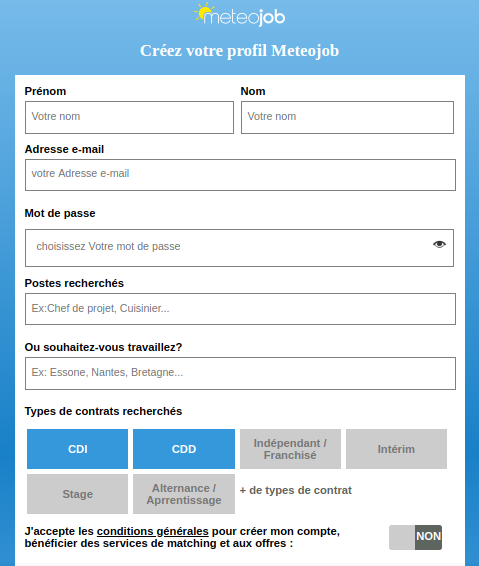 meteojob
Créez votre profil Meteojob
Prénom Nom
Votre nom Votre nom
Adresse e-mail
votre Adresse e-mail
Mot de passe
choisissez Votre mot de passe
Postes recherchés
Ex:Chef de projet, Cuisinier...
Ou souhaitez-vous travaillez?
Ex: Essone, Nantes, Bretagne...
Types de contrats recherchés
CDI CDD Indépendant / Franchisé Intérim
Stage Alternance / Aprrentissage + de types de contrat
J'accepte les conditions générales pour créer mon compte,
bénéficier des services de matching et aux offres : NON